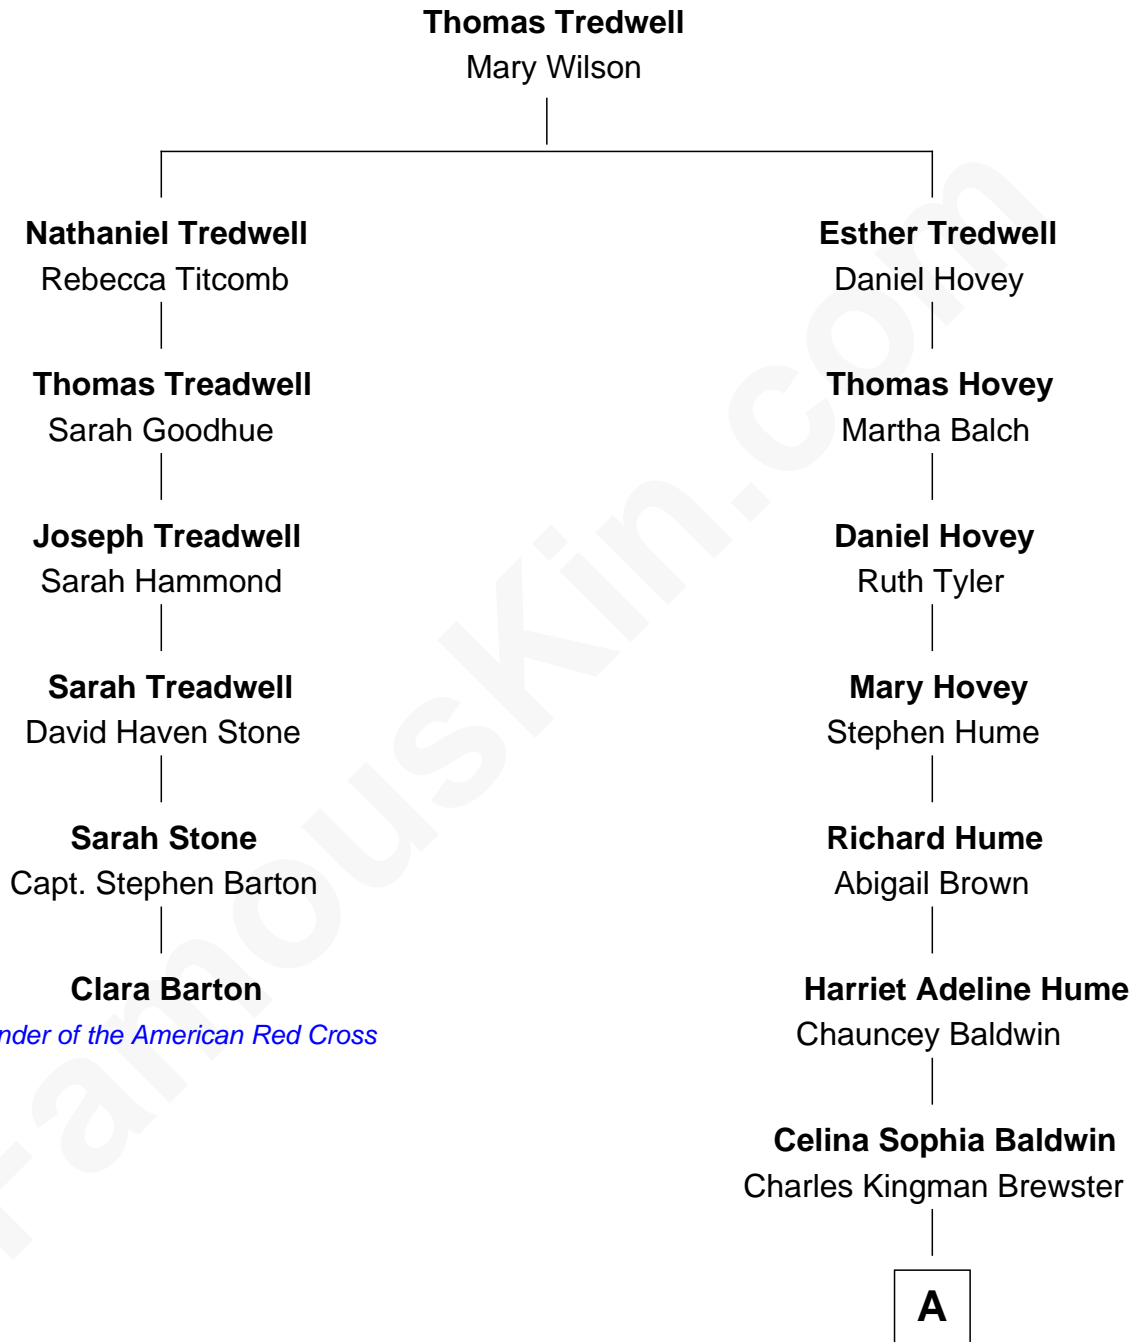 Thomas Tredwell
Mary Wilson
Nathaniel Tredwell
Rebecca Titcomb
Thomas Treadwell
Sarah Goodhue
Joseph Treadwell
Sarah Hammond
Sarah Treadwell
David Haven Stone
Sarah Stone
Capt. Stephen Barton
Clara Barton
nder of the American Red Cross
Esther Tredwell
Daniel Hovey
Thomas Hovey
Martha Balch
Daniel Hovey
Ruth Tyler
Mary Hovey
Stephen Hume
Richard Hume
Abigail Brown
Harriet Adeline Hume
Chauncey Baldwin
Celina Sophia Baldwin
Charles Kingman Brewster
A
FamousKin.com